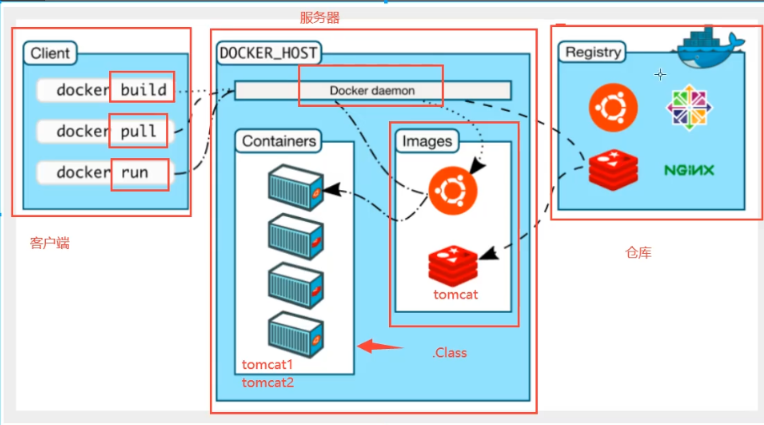 服务器
Client
docker build
docker pull
docker run
客户端
DOCKER_HOST
Docker daemon
Containers
tomcat1
tomcat2
Images
tomcat
.Class
Registry
NGINX
仓库